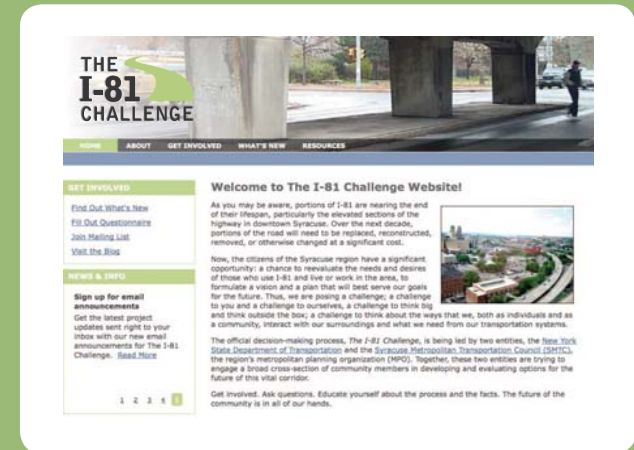 THE
I-81
CHALLENGE
HOME ABOUT GET INVOLVED WHAT'S NEW RESOURCES
GET INVOLVED
Find Out What's New
Fill Out Questionnaire
Join Mailing List
Visit the Blog
NEWS & INFO
Sign up for email
announcements
Get the latest project
updates sent right to your
inbox with our new email
announcements for The I-81
Challenge. Read More
1 2 3 4 5
Welcome to The I-81 Challenge Website!
As you may be aware, portions of I-81 are nearing the end
of their lifespan, particularly the elevated sections of the
highway in downtown Syracuse. Over the next decade,
portions of the road will need to be replaced, reconstructed,
removed, or otherwise changed at a significant cost.
Now, the citizens of the Syracuse region have a significant
opportunity: a chance to reevaluate the needs and desires
of those who use I-81 and live or work in the area, to
formulate a vision and a plan that will best serve our goals
for the future. Thus, we are posing a challenge; a challenge
to you and a challenge to ourselves, a challenge to think big
and think outside the box; a challenge to think about the ways that we, both as individuals and as
a community, interact with our surroundings and what we need from our transportation systems.
The official decision-making process, The I-81 Challenge, is being led by two entities, the New York
State Department of Transportation and the Syracuse Metropolitan Transportation Council (SMTC),
the region's metropolitan planning organization (MPO). Together, these two entities are trying to
engage a broad cross-section of community members in developing and evaluating options for the
future of this vital corridor.
Get involved. Ask questions. Educate yourself about the process and the facts. The future of the
community is in all of our hands.